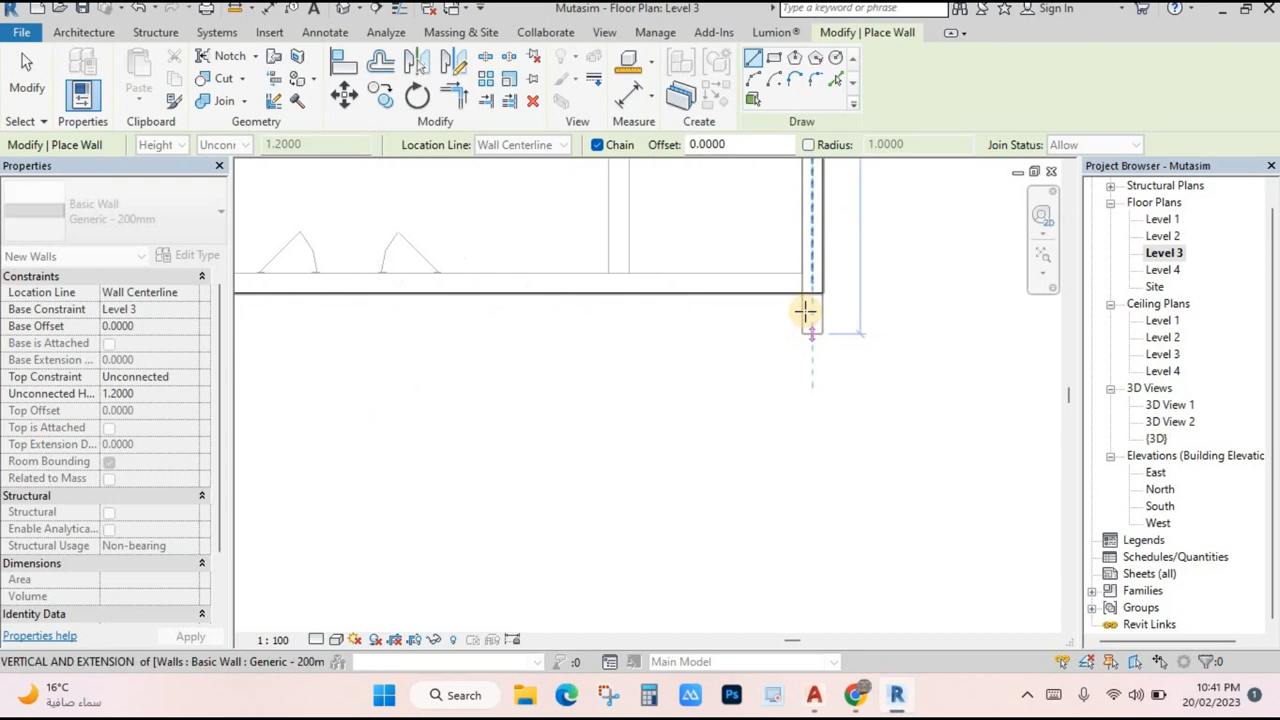 Mutasim - Floor Plan: Level 3
Type a keyword or phrase
Sign In
File Architecture Structure Systems Insert Annotate Analyze Massing & Site Collaborate View Manage Add-Ins Lumion® Modify | Place Wall
Modify Paste Notch Cut Join
Select Properties Clipboard Geometry Modify View Measure Create Draw
Modify | Place Wall Height Unconr 1.2000 Location Line: Wall Centerline Chain Offset: 0.0000 Radius: 1.0000 Join Status: Allow
Properties
Basic Wall
Generic - 200mm
New Walls Edit Type
Constraints
Location Line Wall Centerline
Base Constraint Level 3
Base Offset 0.0000
Base is Attached
Base Extension ... 0.0000
Top Constraint Unconnected
Unconnected H... 1.2000
Top Offset 0.0000
Top is Attached
Top Extension D... 0.0000
Room Bounding
Related to Mass
Structural
Structural
Enable Analytica...
Structural Usage Non-bearing
Dimensions
Area
Volume
Identity Data
Properties help Apply
2D
Project Browser - Mutasim
Structural Plans
Floor Plans
Level 1
Level 2
Level 3
Level 4
Site
Ceiling Plans
Level 1
Level 2
Level 3
Level 4
3D Views
3D View 1
3D View 2
{3D}
Elevations (Building Elevatic
East
North
South
West
Legends
Schedules/Quantities
Sheets (all)
Families
Groups
Revit Links
1 : 100
VERTICAL AND EXTENSION of [Walls : Basic Wall : Generic - 200m :0 Main Model :0
16°C
سماء صافية
Search
Ps
10:41 PM
20/02/2023